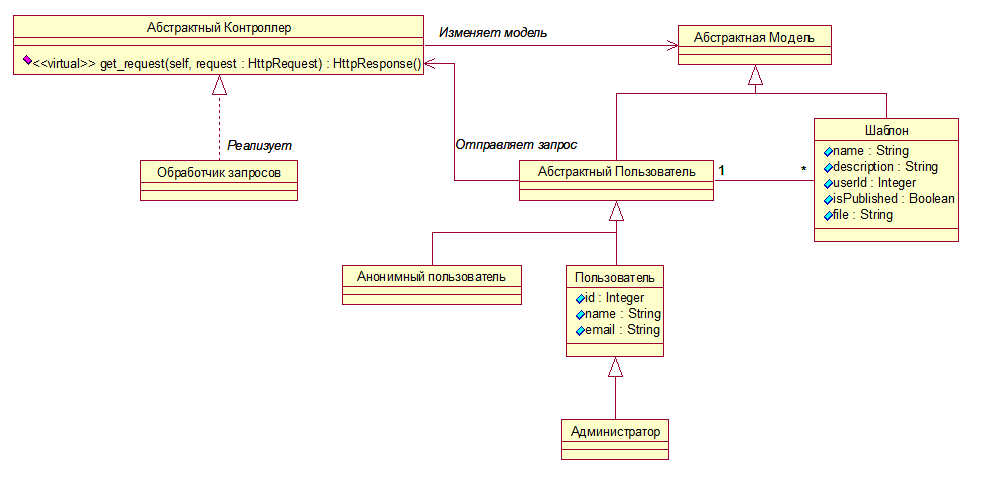 Абстрактный Контроллер
<<virtual>> get_request(self, request : HttpRequest) : HttpResponse()
Изменяет модель
Абстрактная Модель
Реализует
Отправляет запрос
Обработчик запросов
Абстрактный Пользователь
1
*
Шаблон
name : String
description : String
userId : Integer
isPublished : Boolean
file : String
Анонимный пользователь
Пользователь
id : Integer
name : String
email : String
Администратор